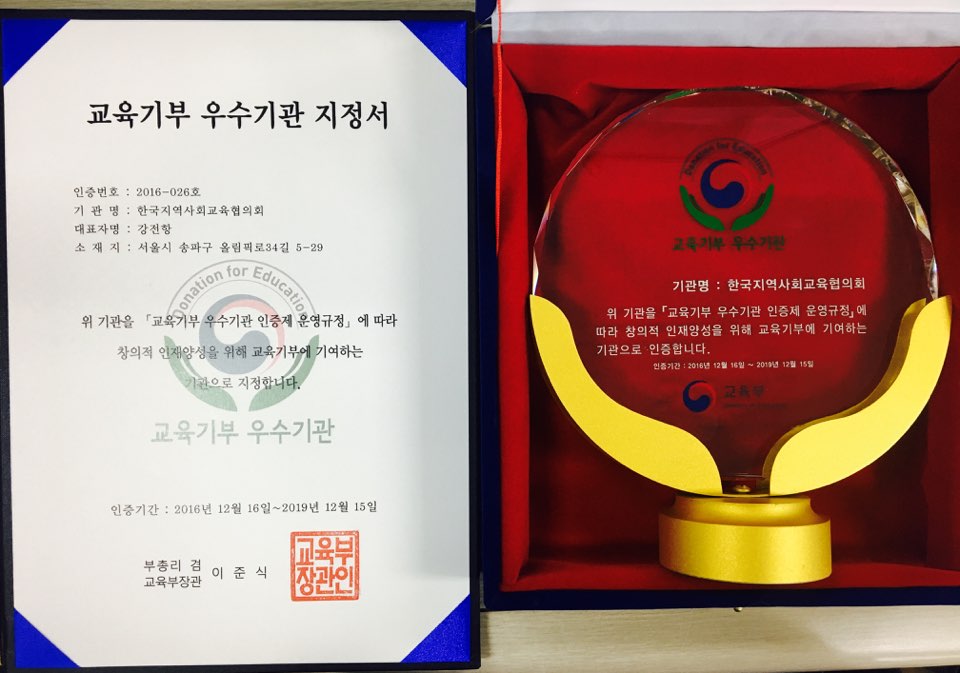 교육기부 우수기관 지정서
인증번호 : 2016-026호
기 관 명 : 한국지역사회교육협의회
대표자명 : 강전항
소 재 지 : 서울시 송파구 올림픽로34길 5-29
Donation for Education
위 기관을 「교육기부 우수기관 인증제 운영규정」에 따라
창의적 인재양성을 위해 교육기부에 기여하는
기관으로 지정합니다.
교육기부 우수기관
인증기간 : 2016년 12월 16일~2019년 12월 15일
부총리 겸
교육부장관 이 준 식
교육부
장관인
Donation for Education
교육기부 우수기관
기관명 : 한국지역사회교육협의회
위 기관을 「교육기부 우수기관 인증제 운영규정」에
따라 창의적 인재양성을 위해 교육기부에 기여하는
기관으로 인증합니다.
인증기간 : 2016년 12월 16일 ~ 2019년 12월 15일
교육부